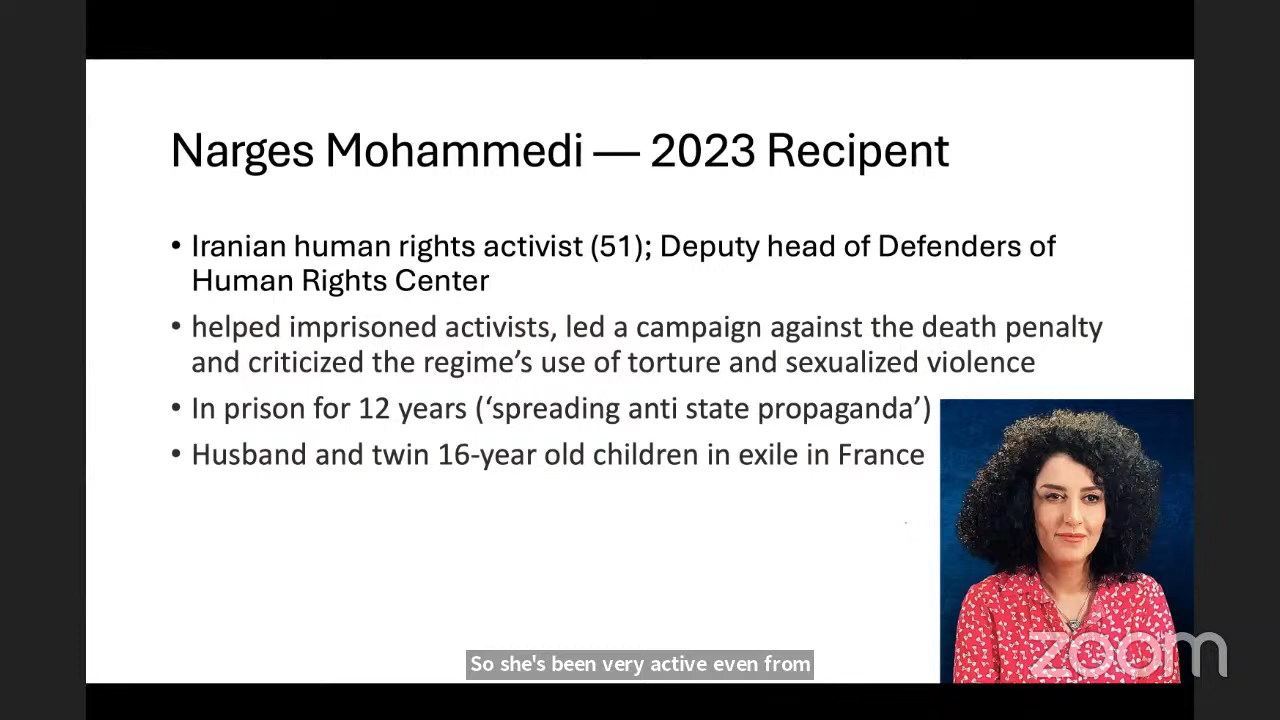 Narges Mohammedi — 2023 Recipent
• Iranian human rights activist (51); Deputy head of Defenders of
Human Rights Center
• helped imprisoned activists, led a campaign against the death penalty
and criticized the regime’s use of torture and sexualized violence
• In prison for 12 years (‘spreading anti state propaganda’)
• Husband and twin 16-year old children in exile in France
So she's been very active even from
zoom